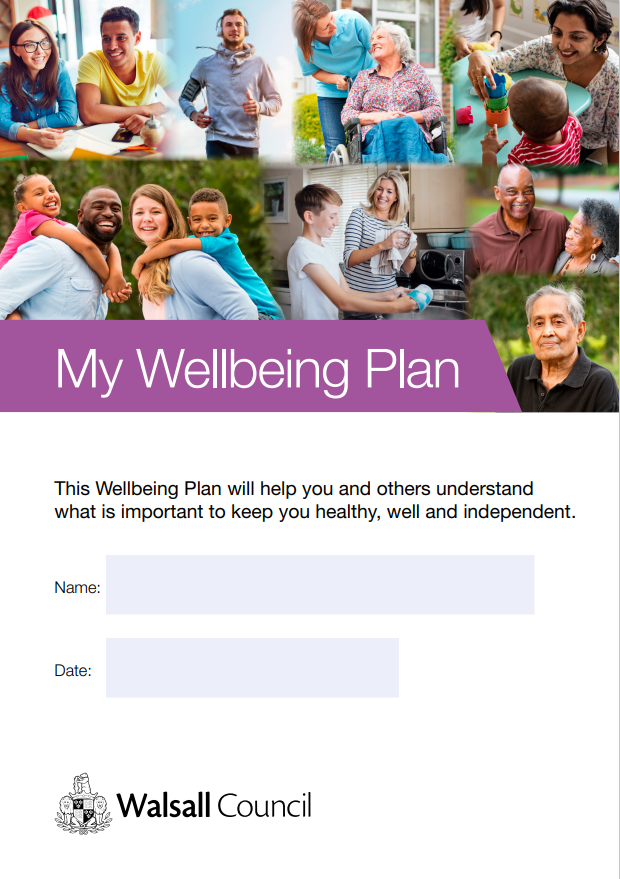 My Wellbeing Plan
This Wellbeing Plan will help you and others understand
what is important to keep you healthy, well and independent.
Name:
Date:
Walsall Council